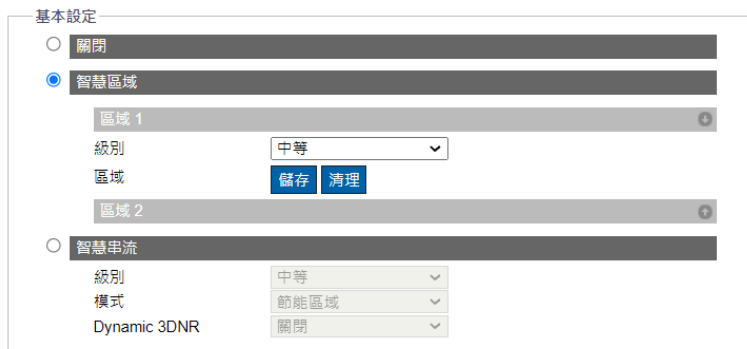 基本設定
關閉
智慧區域
區域 1
級別 中等
區域 儲存 清理
區域 2
智慧串流
級別 中等
模式 節能區域
Dynamic 3DNR 關閉